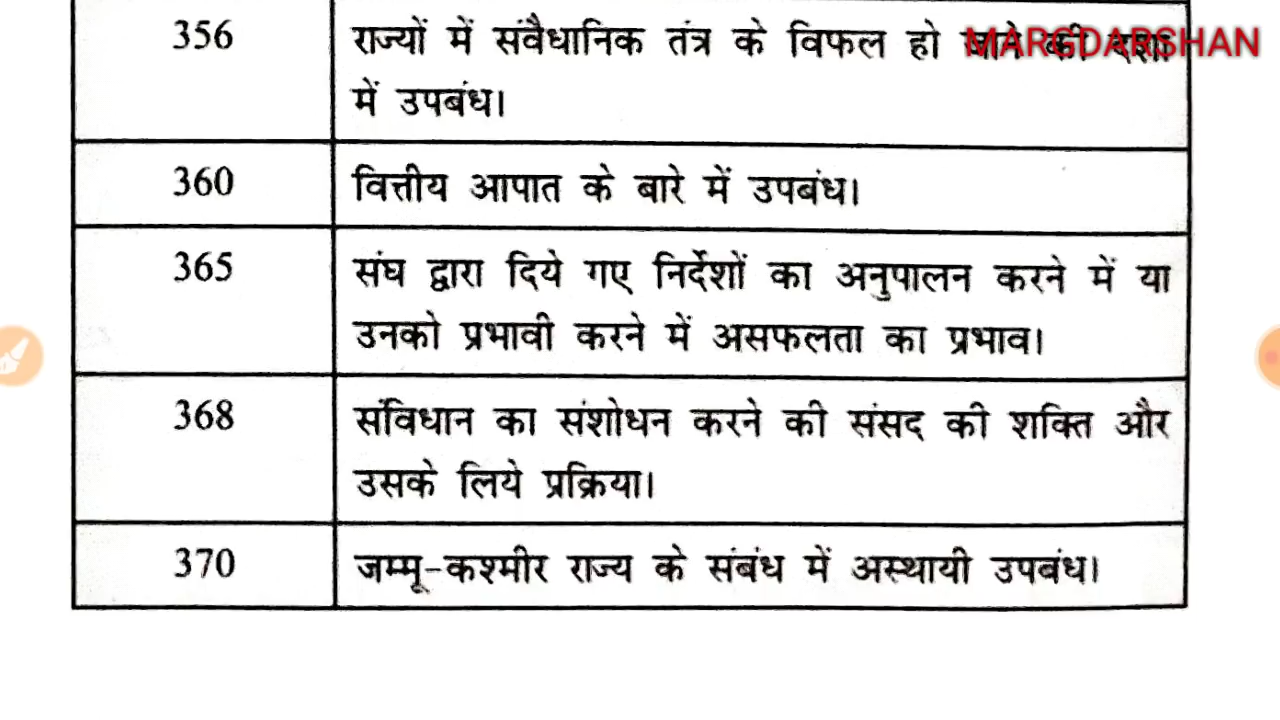 356 राज्यों में संवैधानिक तंत्र के विफल हो जाने की दशा
MARGDARSHAN
में उपबंध।
360 वित्तीय आपात के बारे में उपबंध।
365 संघ द्वारा दिये गए निर्देशों का अनुपालन करने में या
उनको प्रभावी करने में असफलता का प्रभाव।
368 संविधान का संशोधन करने की संसद की शक्ति और
उसके लिये प्रक्रिया।
370 जम्मू-कश्मीर राज्य के संबंध में अस्थायी उपबंध।